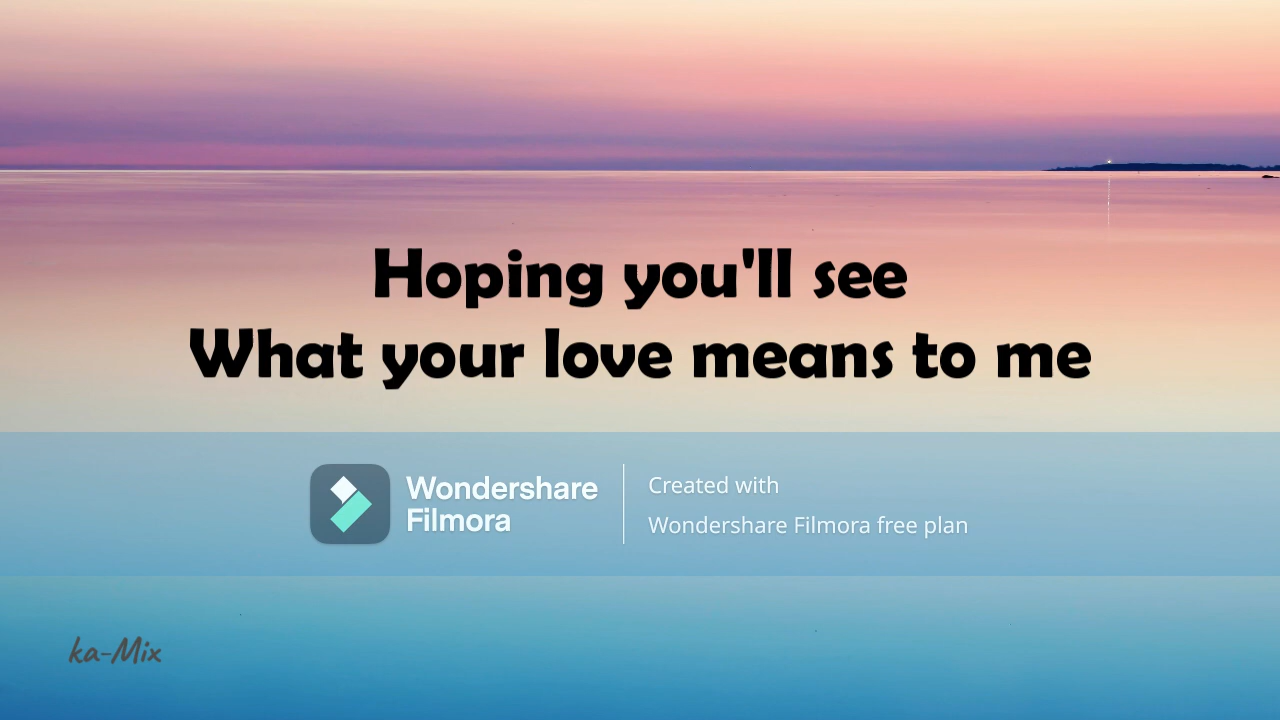 Hoping you'll see
What your love means to me
Wondershare
Filmora
Created with
Wondershare Filmora free plan
ka-Mix